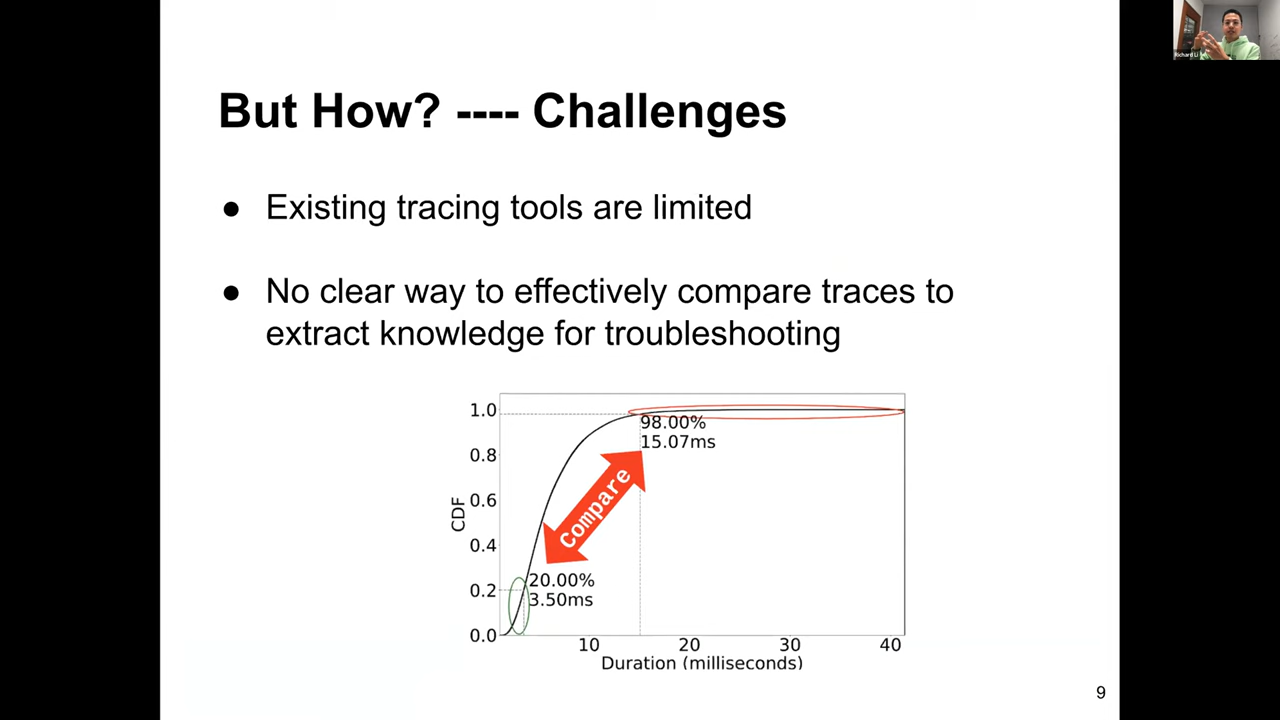 Richard Li
But How? ---- Challenges
● Existing tracing tools are limited
● No clear way to effectively compare traces to
extract knowledge for troubleshooting
1.0
0.8
0.6
0.4
0.2
0.0
CDF
98.00%
15.07ms
Compare
20.00%
3.50ms
10 20 30 40
Duration (milliseconds)
9